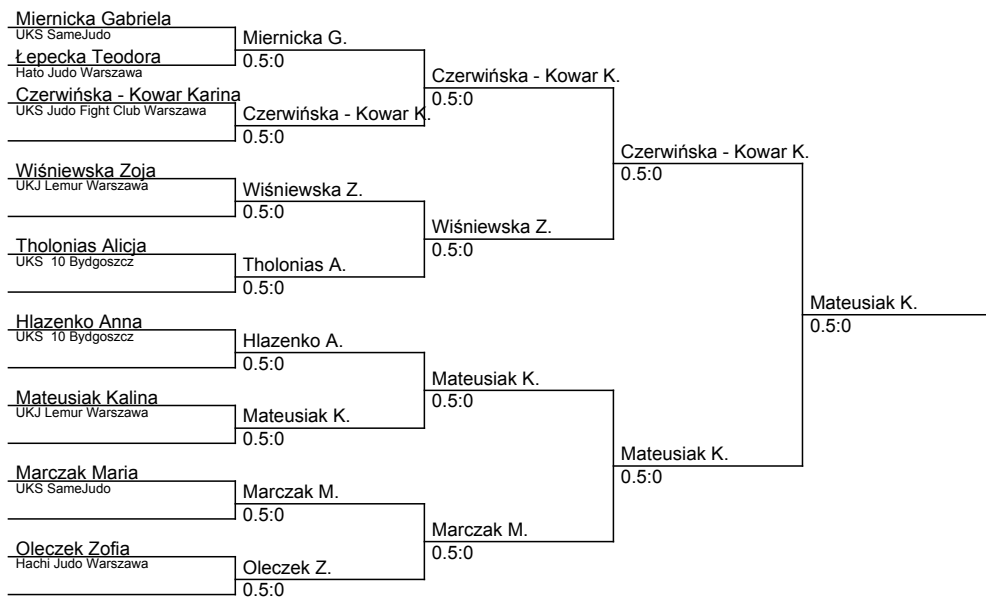 Miernicka Gabriela
UKS SameJudo
Miernicka G.
0.5:0
Łepecka Teodora
Hato Judo Warszawa
Czerwińska - Kowar K.
0.5:0
Czerwińska - Kowar Karina
UKS Judo Fight Club Warszawa
Czerwińska - Kowar K.
0.5:0
Czerwińska - Kowar K.
0.5:0
Wiśniewska Zoja
UKJ Lemur Warszawa
Wiśniewska Z.
0.5:0
Wiśniewska Z.
0.5:0
Tholonias Alicja
UKS  10 Bydgoszcz
Tholonias A.
0.5:0
Mateusiak K.
0.5:0
Hlazenko Anna
UKS  10 Bydgoszcz
Hlazenko A.
0.5:0
Mateusiak K.
0.5:0
Mateusiak Kalina
UKJ Lemur Warszawa
Mateusiak K.
0.5:0
Mateusiak K.
0.5:0
Marczak Maria
UKS SameJudo
Marczak M.
0.5:0
Marczak M.
0.5:0
Oleczek Zofia
Hachi Judo Warszawa
Oleczek Z.
0.5:0